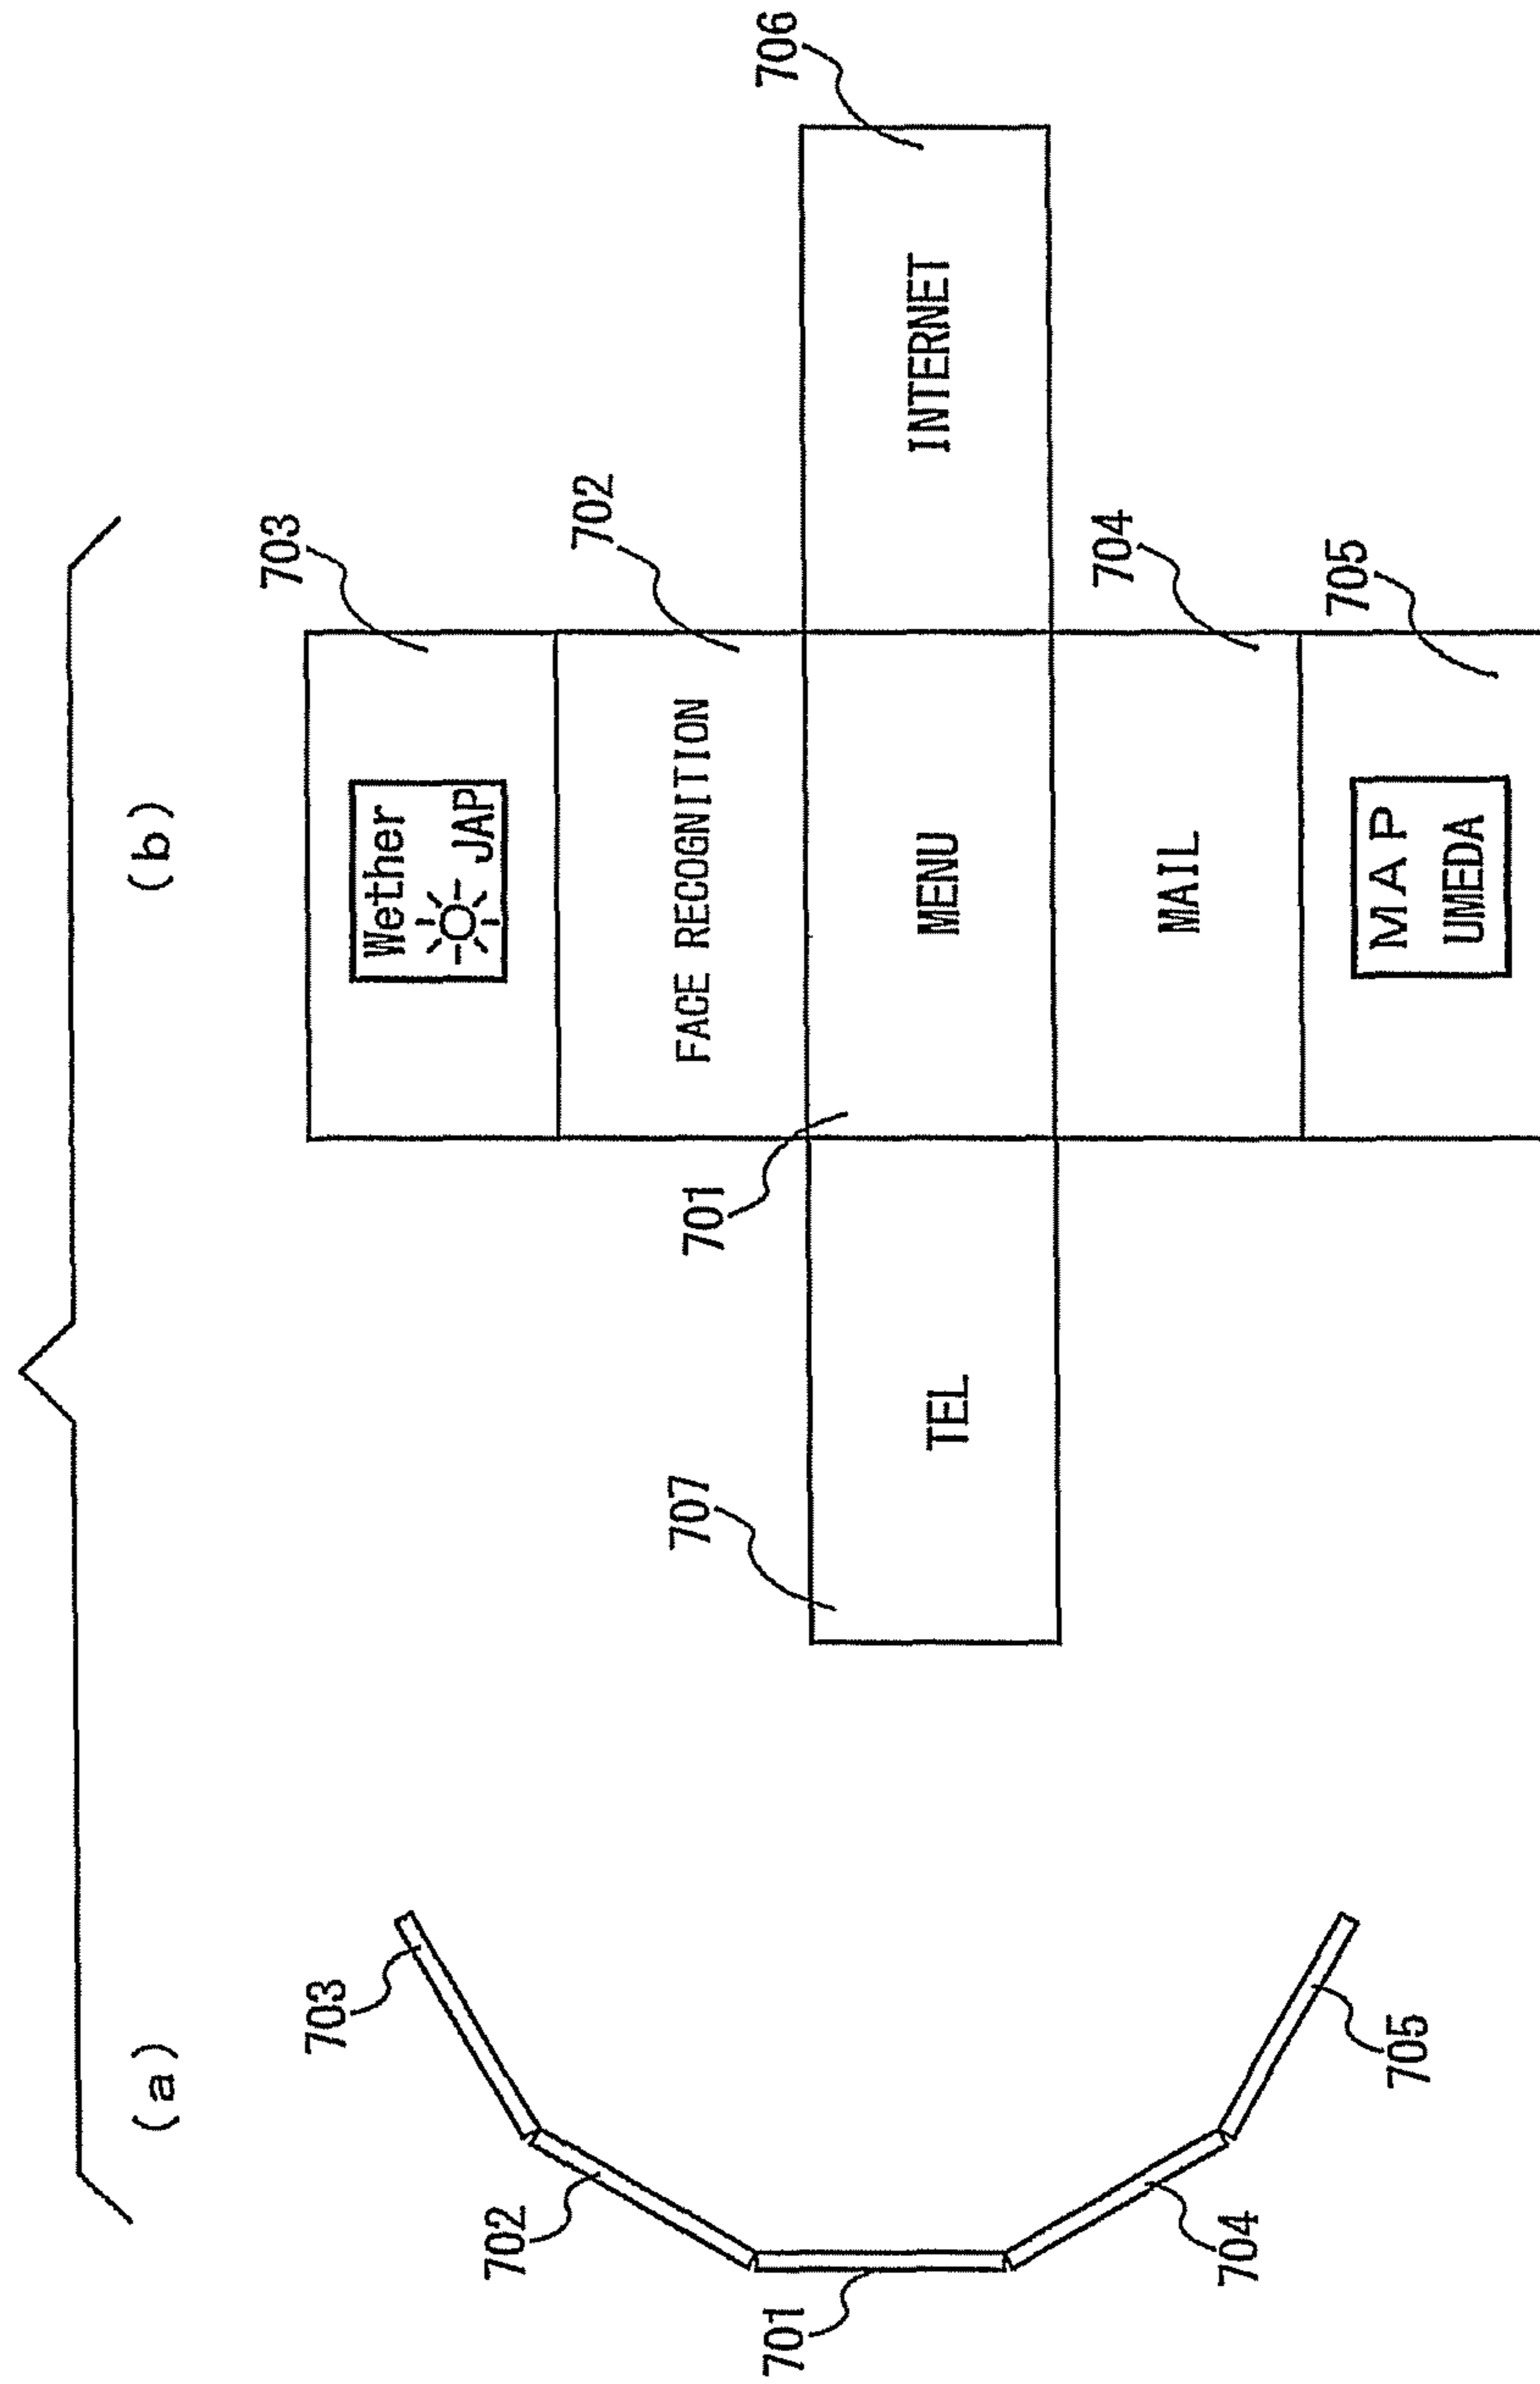 (a)
703
702
701
704
705
(b)
703
Wether
JAP
702
FACE RECOGNITION
707
701
706
TEL
MENU
INTERNET
704
MAIL
705
MAP
UMEDA